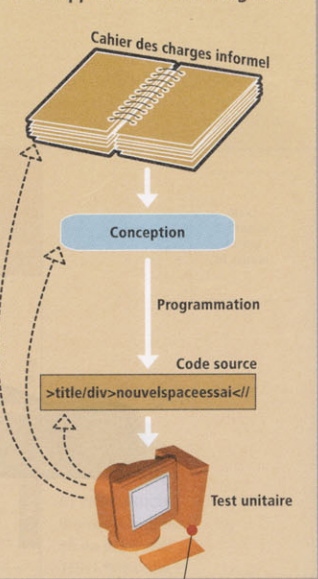 Cahier des charges informel
Conception
Programmation
Code source
>title/div>nouvelspaceessai<//
Test unitaire